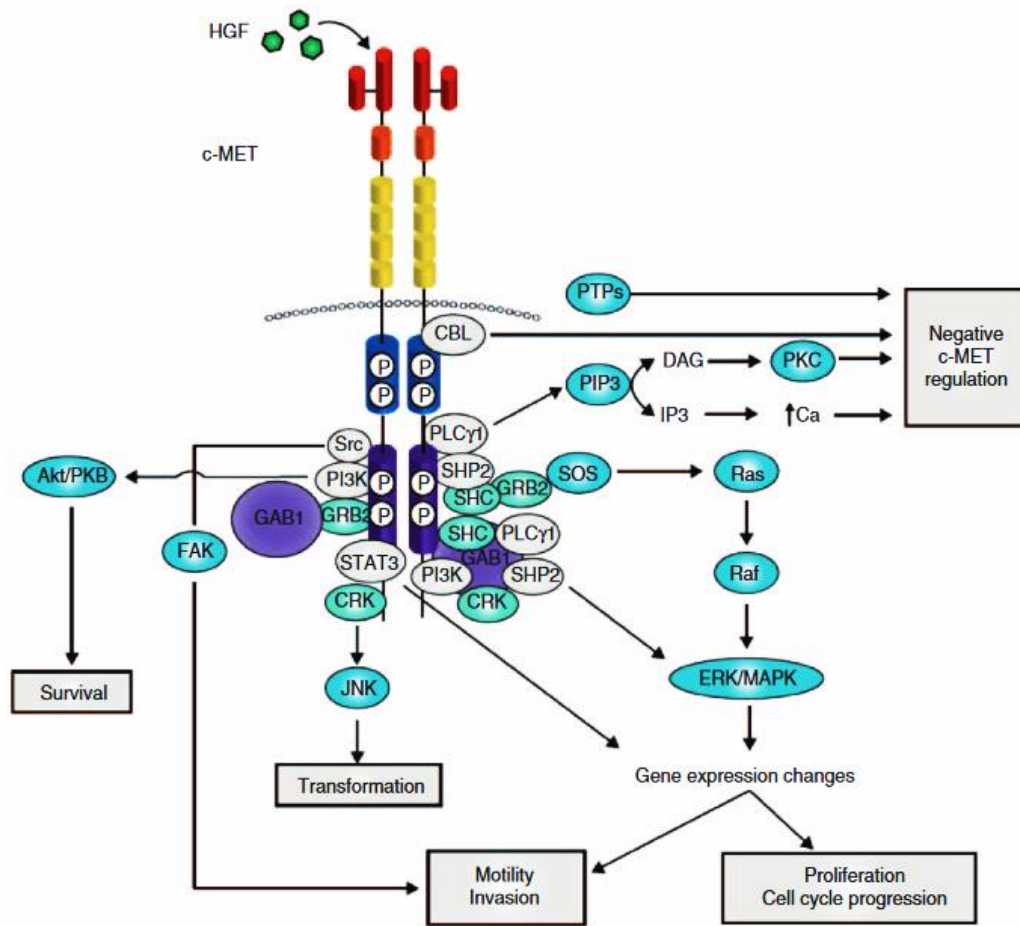 HGF
c-MET
PTPs
CBL
Negative
c-MET
regulation
DAG
PKC
PIP3
IP3
↑Ca
P
P
P
P
Src
PLCγ1
Akt/PKB
PI3K
SHP2
SOS
Ras
GAB1
GRB2
P
P
P
P
SHC
GRB2
FAK
STAT3
SHC
PLCγ1
GAB1
PI3K
SHP2
Raf
CRK
CRK
Survival
JNK
ERK/MAPK
Transformation
Gene expression changes
Motility
Invasion
Proliferation
Cell cycle progression